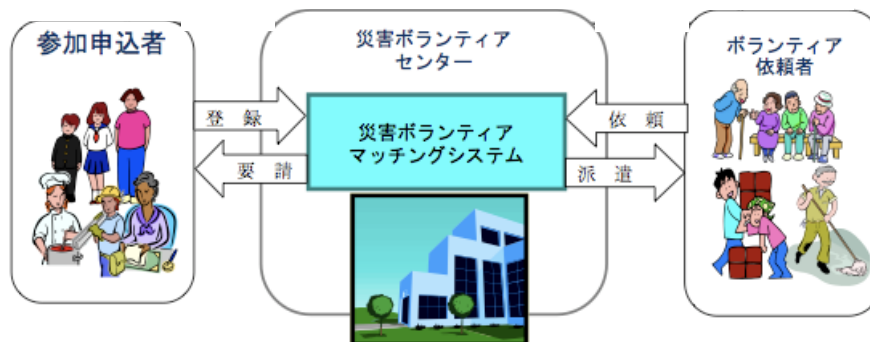 参加申込者
災害ボランティア
センター
ボランティア
依頼者
登 録
要 請
災害ボランティア
マッチングシステム
依 頼
派 遣